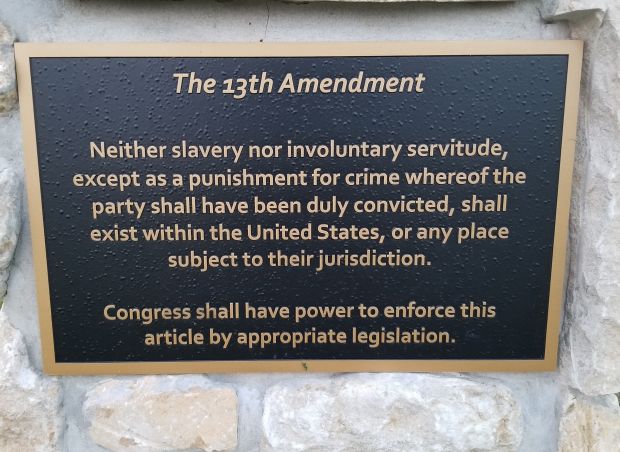 The 13th Amendment
Neither slavery nor involuntary servitude,
except as a punishment for crime whereof the
party shall have been duly convicted, shall
exist within the United States, or any place
subject to their jurisdiction.
Congress shall have power to enforce this
article by appropriate legislation.